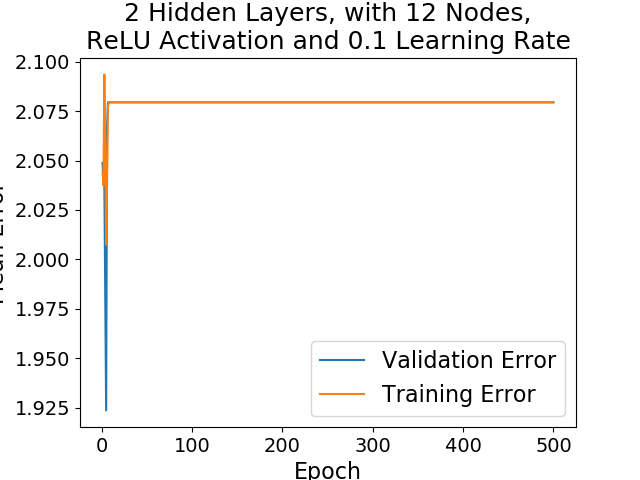 2 Hidden Layers, with 12 Nodes,
ReLU Activation and 0.1 Learning Rate
2.100
2.075
2.050
2.025
2.000
1.975
1.950
1.925
Validation Error
Training Error
0 100 200 300 400 500
Epoch